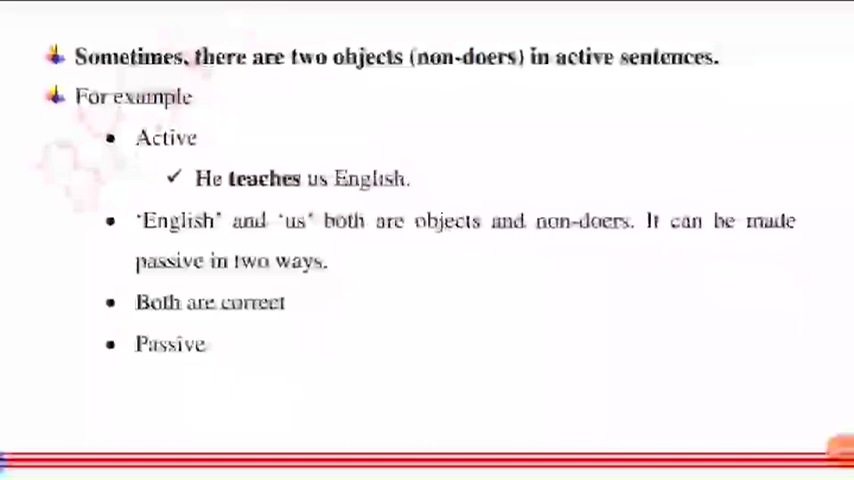 Sometimes, there are two objects (non-doers) in active sentences.
For example
Active
He teaches us English.
'English' and 'us' both are objects and non-doers. It can be made
passive in two ways.
Both are correct
Passive